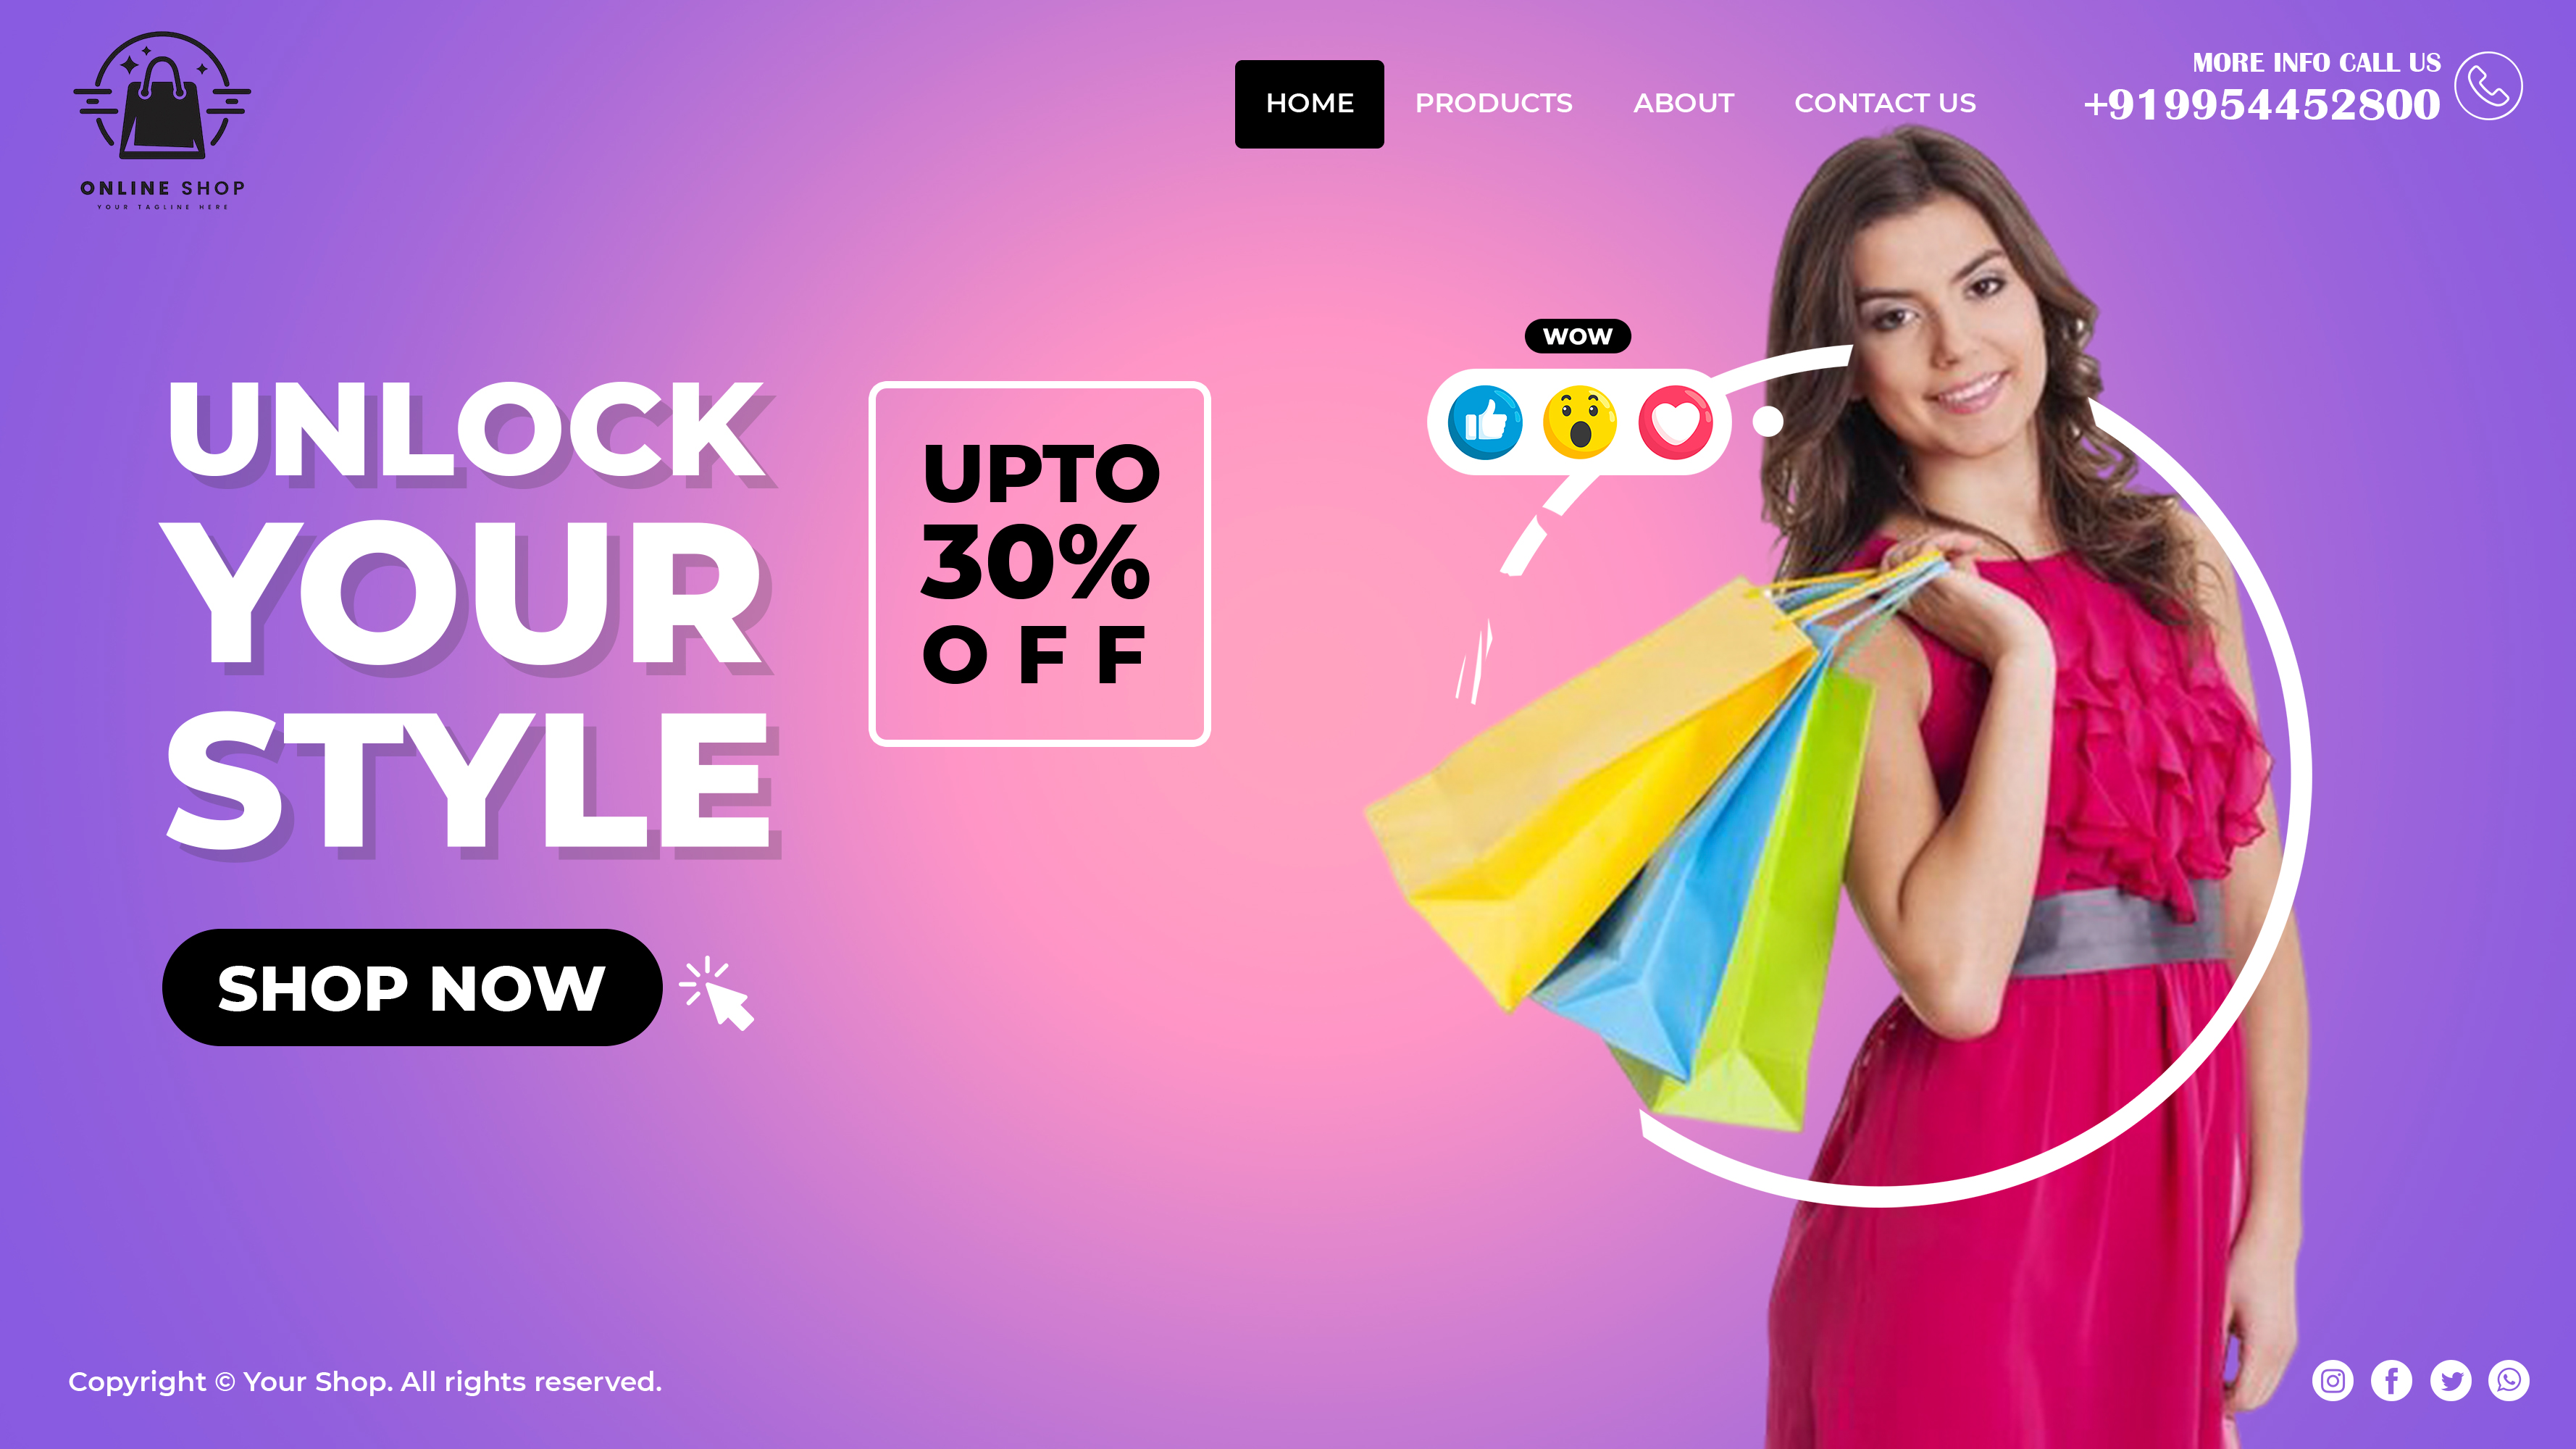 ONLINE SHOP
YOUR TAGLINE HERE
HOME
PRODUCTS
ABOUT
CONTACT US
MORE INFO CALL US
+919954452800
UNLOCK
YOUR
STYLE
UPTO
30%
OFF
WOW
SHOP NOW
Copyright © Your Shop. All rights reserved.